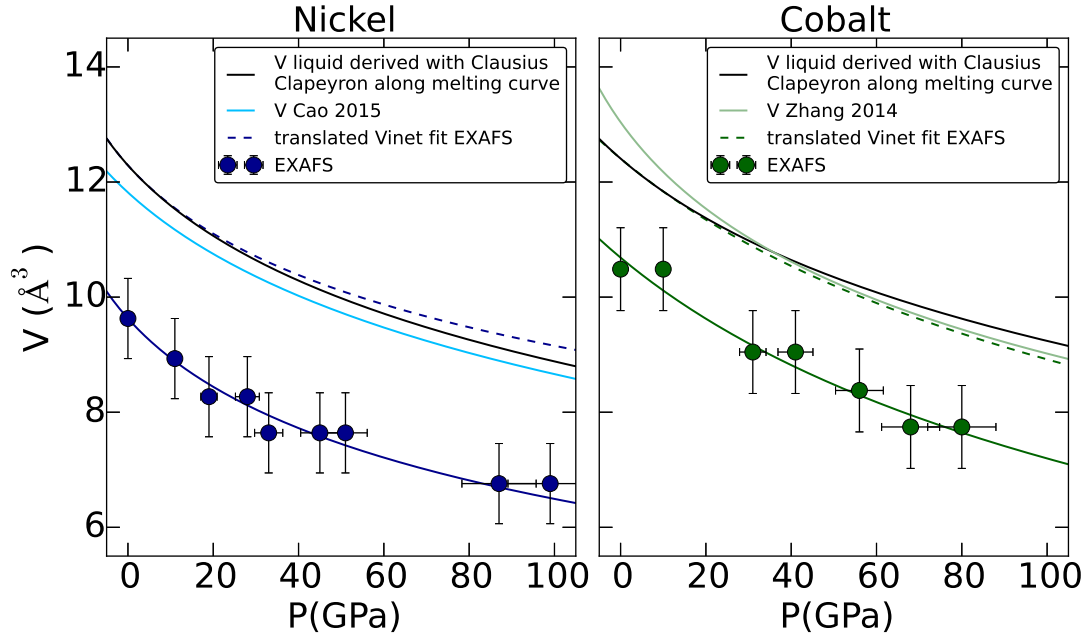 Nickel
Cobalt
V liquid derived with Clausius
Clapeyron along melting curve
V Cao 2015
translated Vinet fit EXAFS
EXAFS
V liquid derived with Clausius
Clapeyron along melting curve
V Zhang 2014
translated Vinet fit EXAFS
EXAFS
14
12
10
8
6
V (Å³)
0 20 40 60 80 100
0 20 40 60 80 100
P(GPa)
P(GPa)